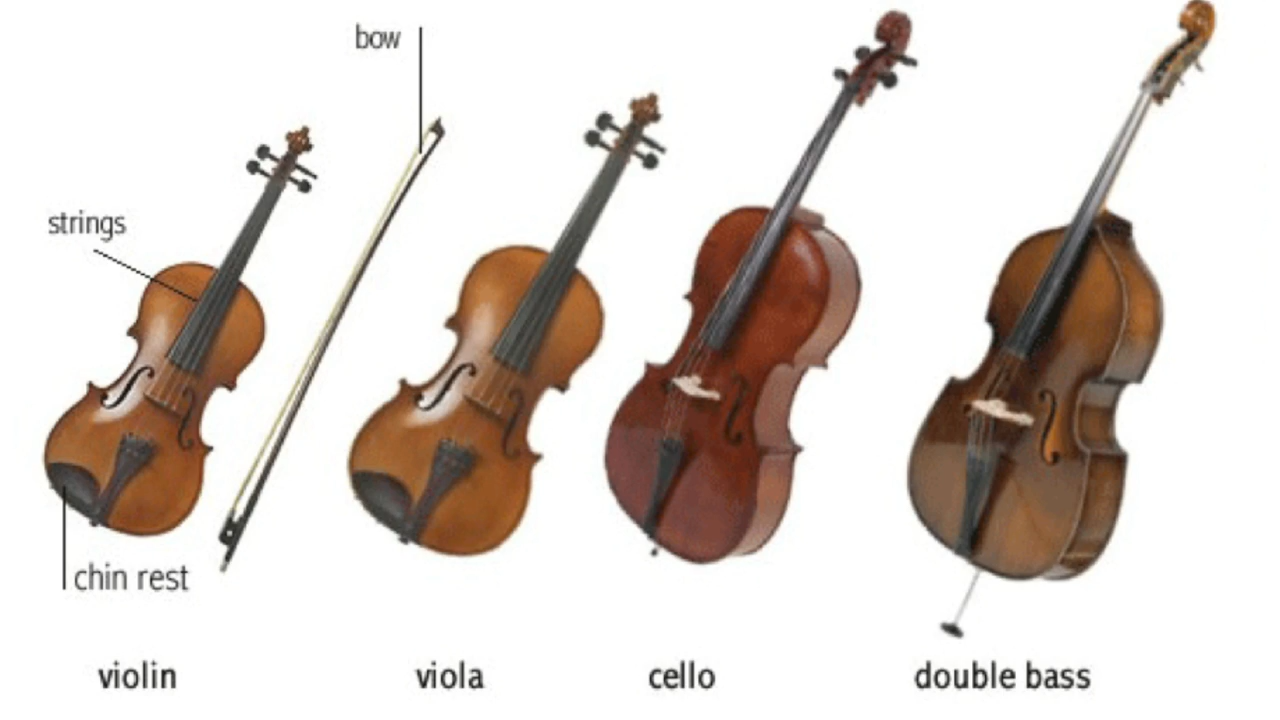 bow
strings
chin rest
violin
viola
cello
double bass